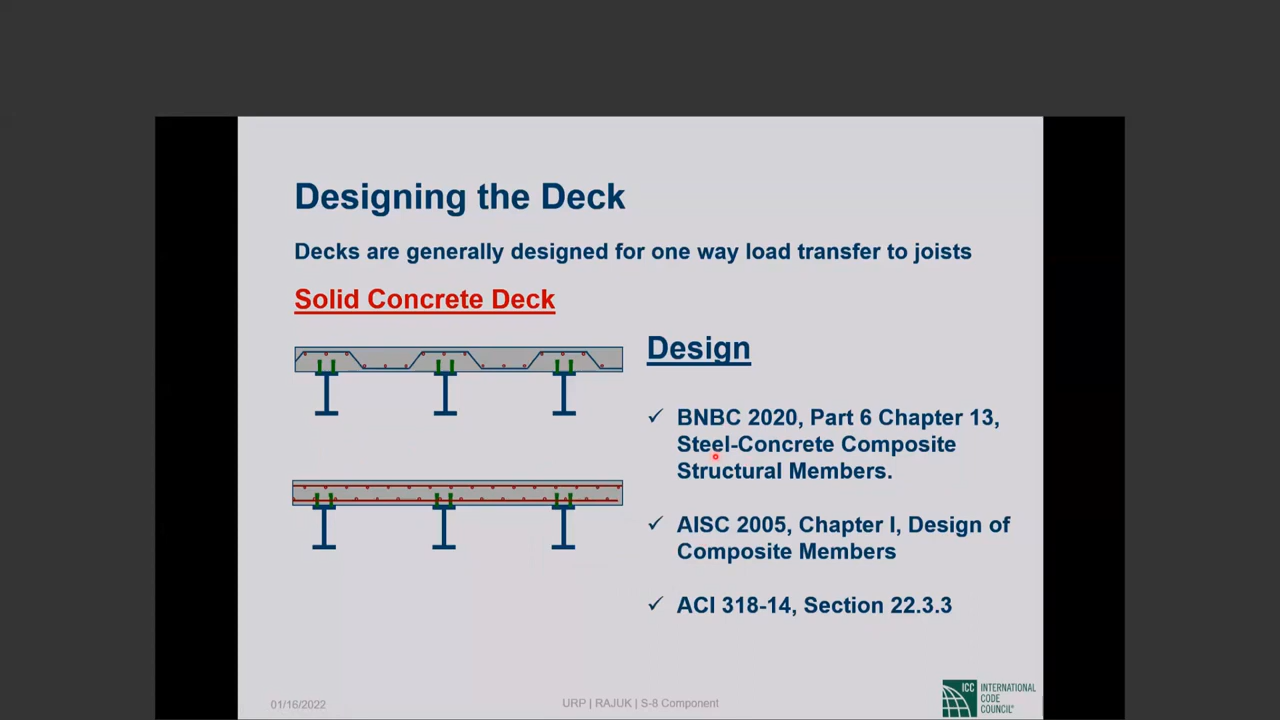 Designing the Deck
Decks are generally designed for one way load transfer to joists
Solid Concrete Deck
Design
✓ BNBC 2020, Part 6 Chapter 13,
Steel-Concrete Composite
Structural Members.
✓ AISC 2005, Chapter I, Design of
Composite Members
✓ ACI 318-14, Section 22.3.3
01/16/2022
URP | RAJUK | S-8 Component
ICC
INTERNATIONAL
CODE
COUNCIL®